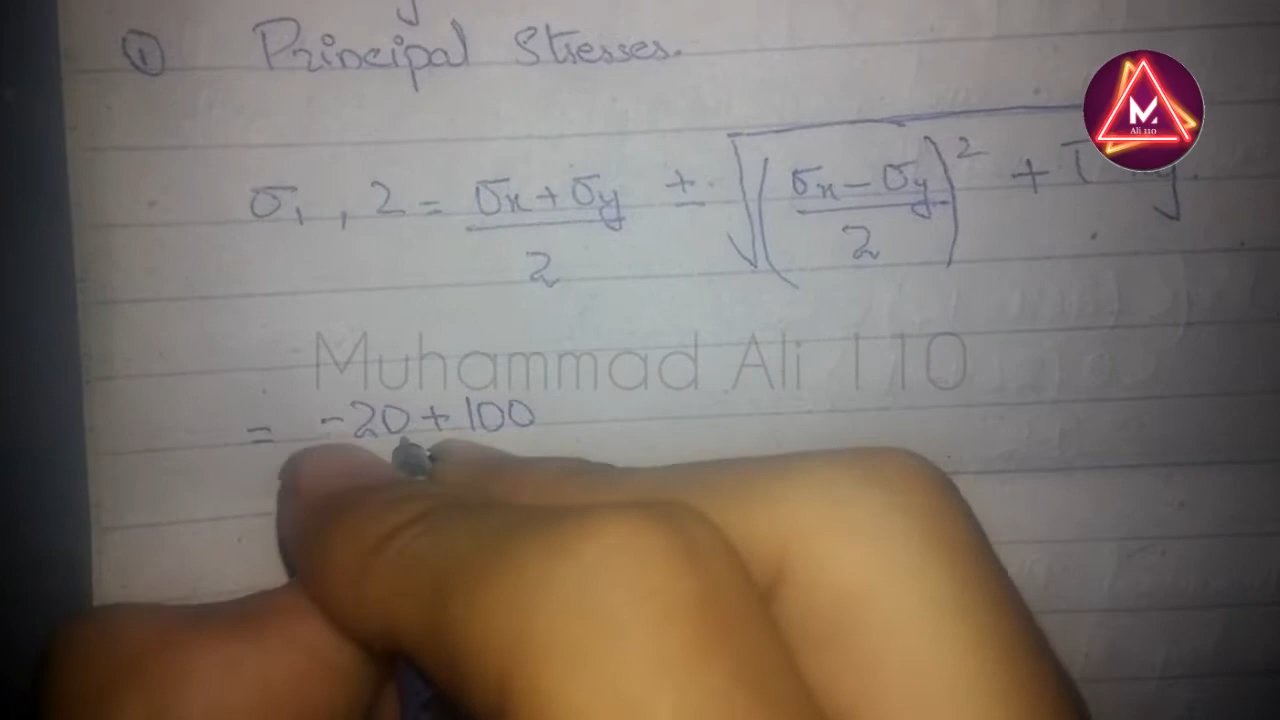 ① Principal Stresses.
M
Ali 110
σ₁, 2 = σx + σy / 2 ± √((σx − σy / 2)² + τ y
Muhammad Ali 110
= -20 + 100